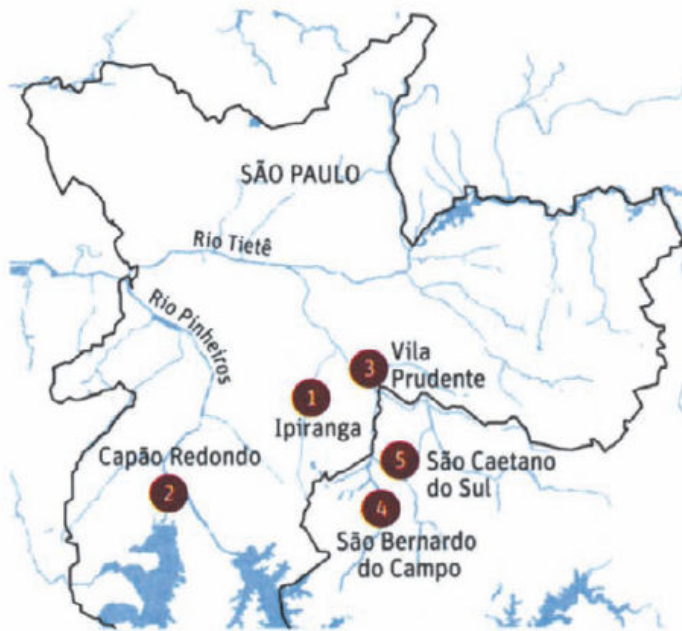 SÃO PAULO
Rio Tietê
Rio Pinheiros
3
Vila
Prudente
1
Ipiranga
Capão Redondo
2
5
São Caetano
do Sul
4
São Bernardo
do Campo